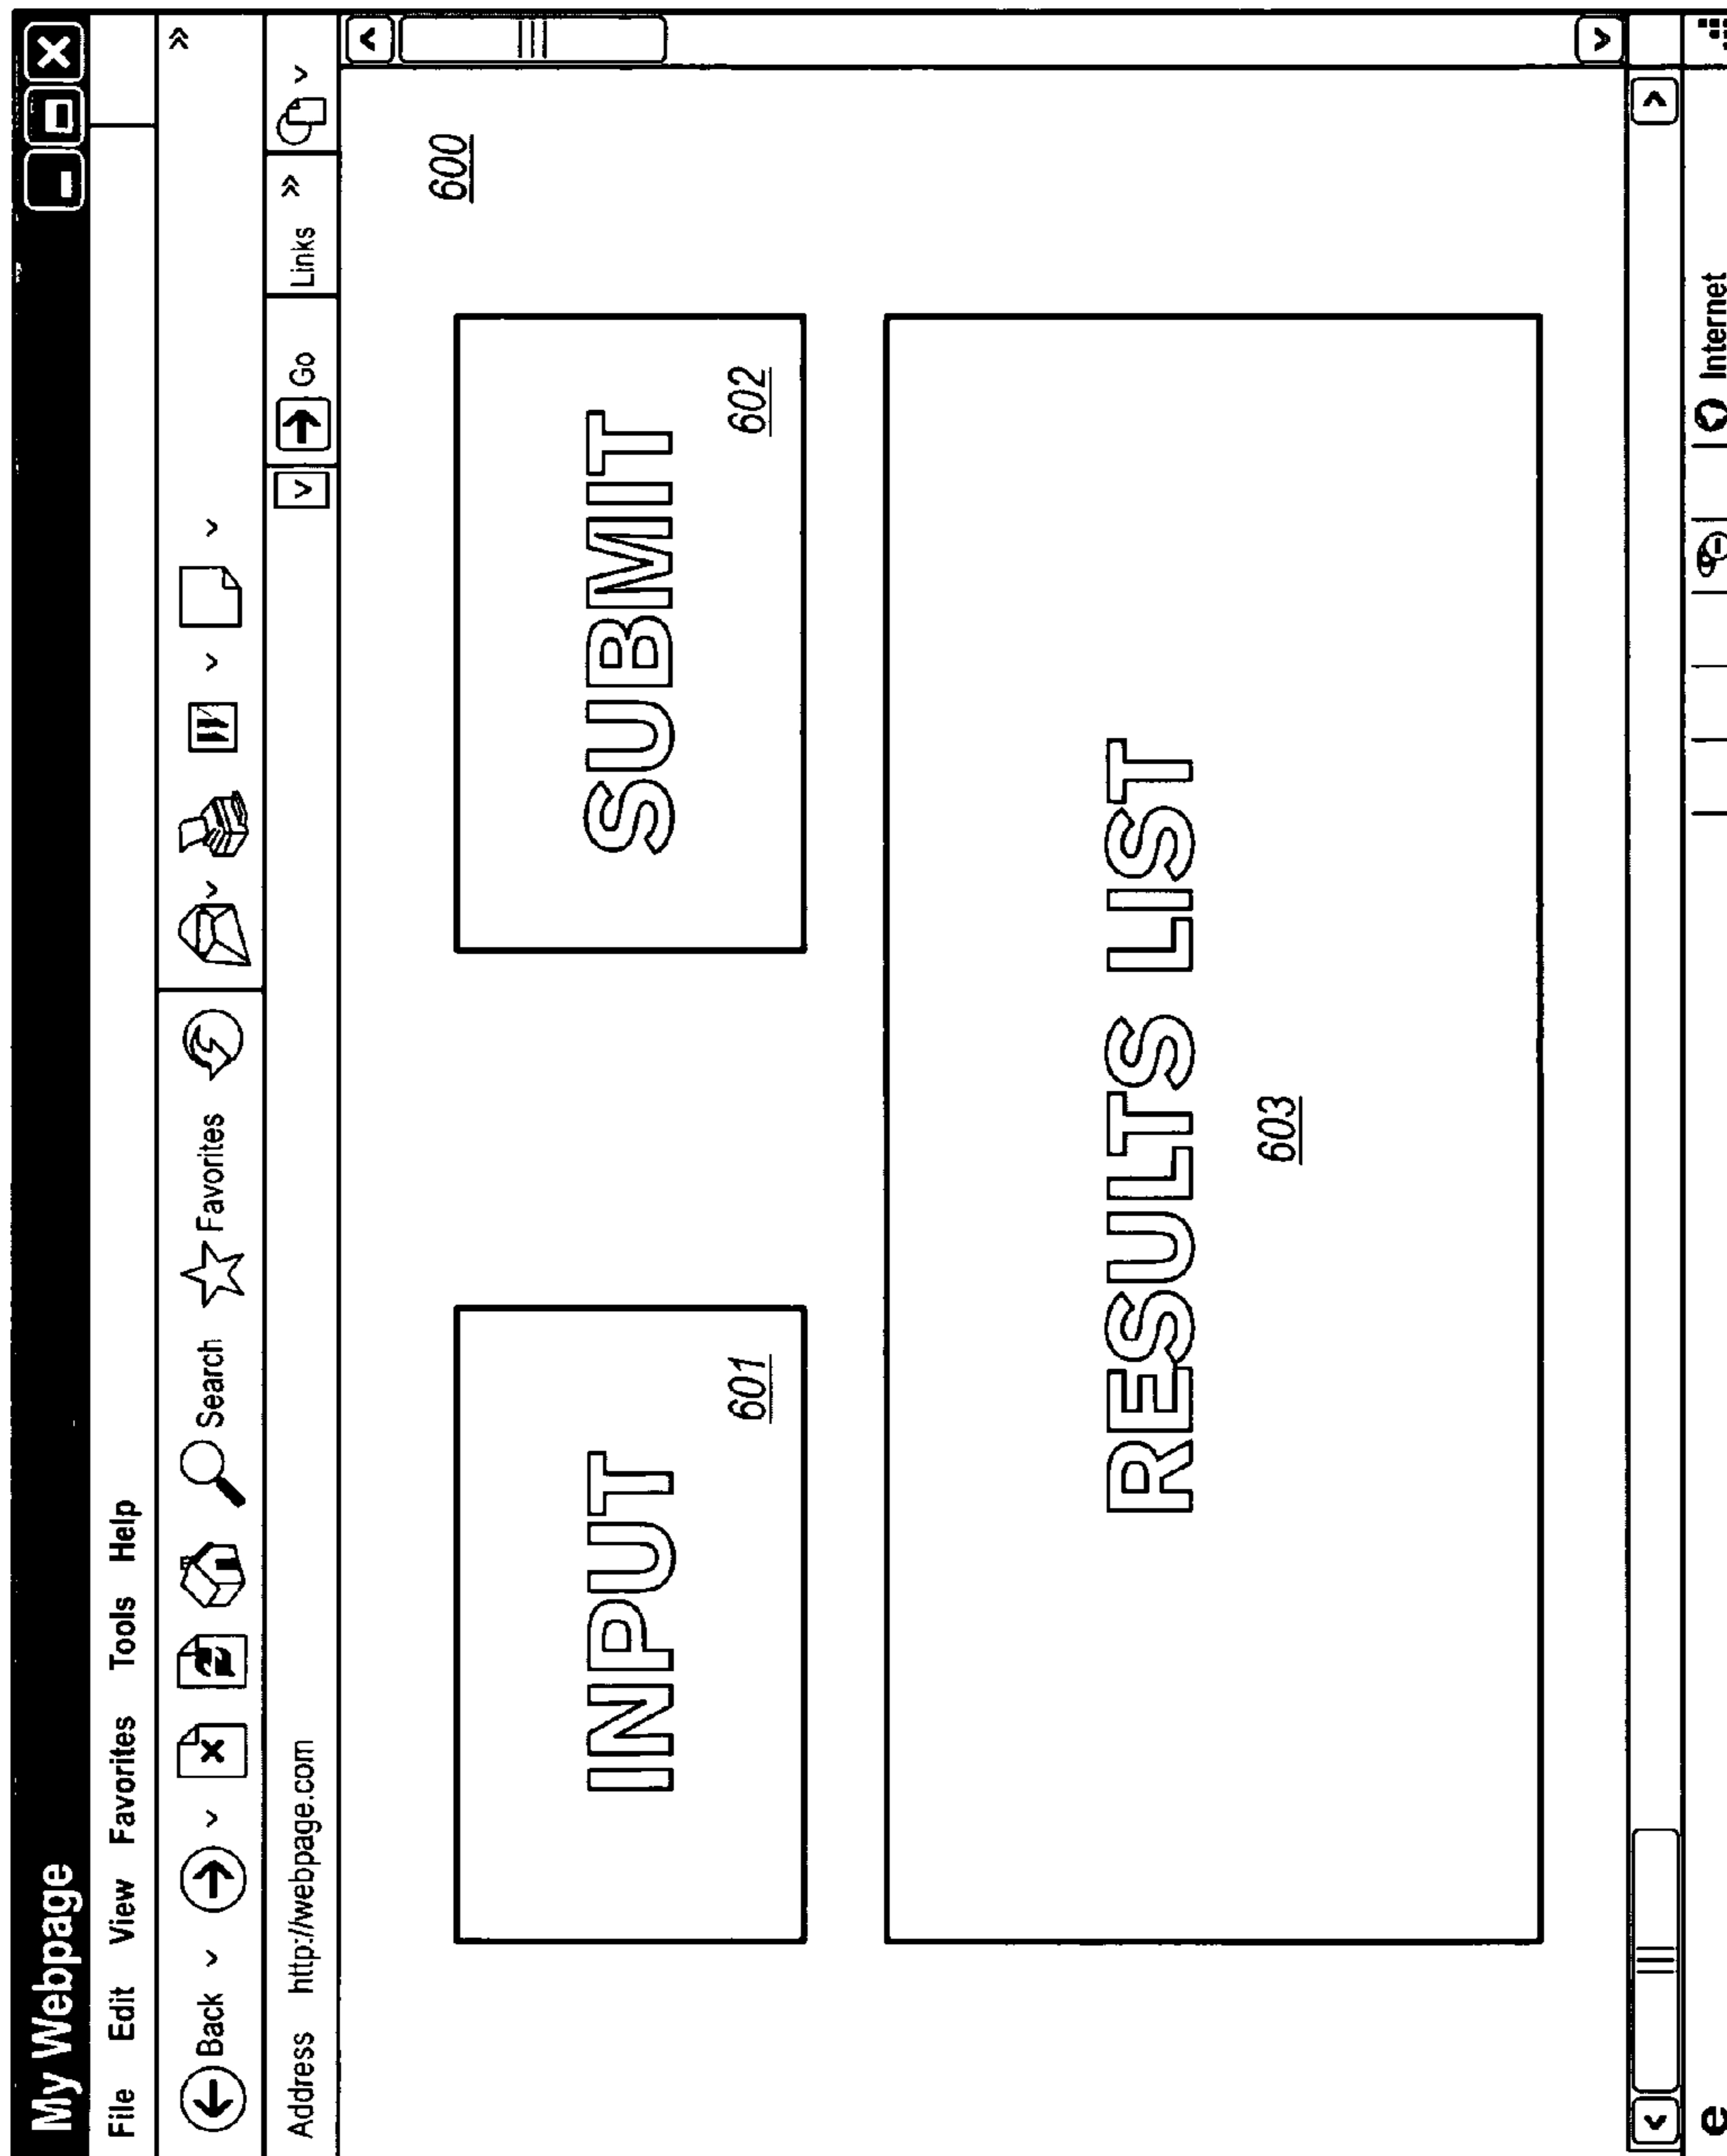 My Webpage
File Edit View Favorites Tools Help
Back Search Favorites W
Address http://webpage.com Go Links
600
INPUT SUBMIT
601 602
RESULTS LIST
603
e Internet